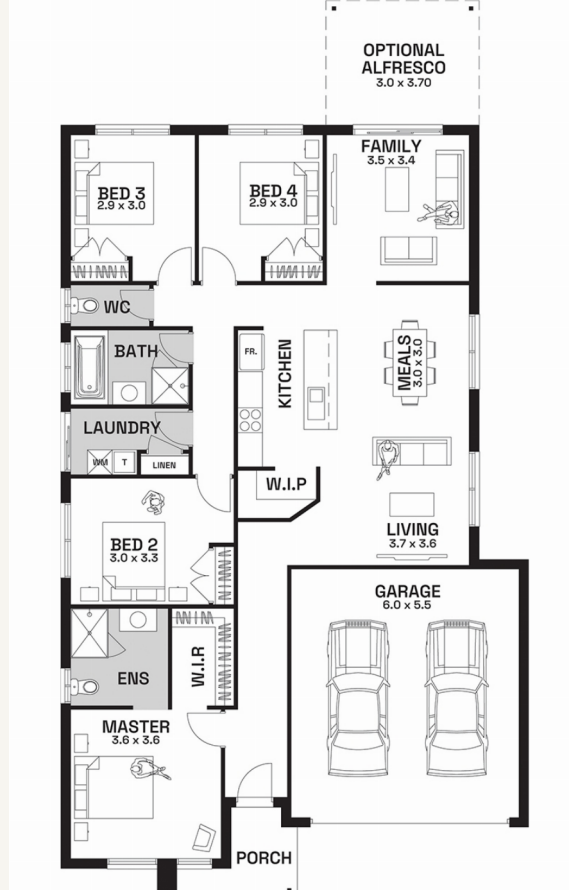 OPTIONAL
ALFRESCO
3.0 x 3.70
FAMILY
3.5 x 3.4
BED 3
2.9 x 3.0
BED 4
2.9 x 3.0
WC
BATH
FR.
KITCHEN
MEALS
3.0 x 3.0
LAUNDRY
WM
T
LINEN
W.I.P
LIVING
3.7 x 3.6
BED 2
3.0 x 3.3
GARAGE
6.0 x 5.5
ENS
W.I.R
MASTER
3.6 x 3.6
PORCH